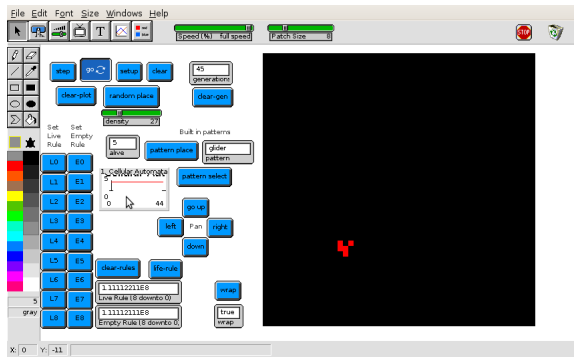 File Edit Font Size Windows Help
T
Speed (%) full speed
Patch Size 8
STOP
step
go
setup
clear
45
generations
clear-plot
random place
clear-gen
density 27
Set Live Rule
Set Empty Rule
Built in patterns
5
alive
pattern place
glider
pattern
L0 E0
L1 E1
L2 E2
L3 E3
L4 E4
L5 E5
L6 E6
L7 E7
L8 E8
1. Cellular Automata
5
0
0 44
pattern select
go up
left Pan right
down
clear-rules
life-rule
1.11112211E8
Live Rule (8 downto 0)
1.11112111E8
Empty Rule (8 downto 0)
wrap
true
wrap
5
gray
X: 0 Y: -11